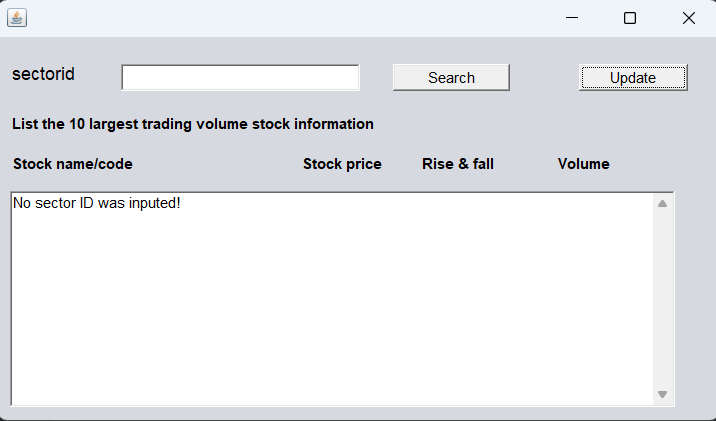 sectorid Search Update
List the 10 largest trading volume stock information
Stock name/code Stock price Rise & fall Volume
No sector ID was inputed!